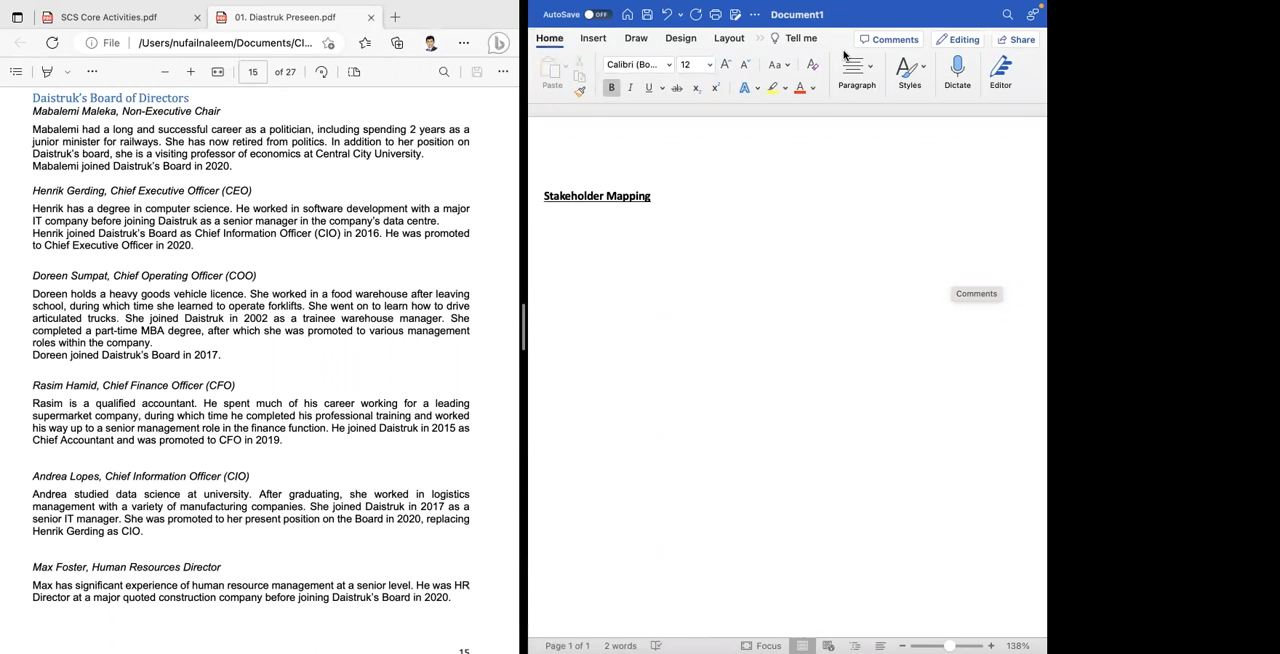 SCS Core Activities.pdf
01. Diastruk Preseen.pdf
File
/Users/nufailnaleem/Documents/CI...
15
of 27
Daistruk's Board of Directors
Mabalemi Maleka, Non-Executive Chair
Mabalemi had a long and successful career as a politician, including spending 2 years as a
junior minister for railways. She has now retired from politics. In addition to her position on
Daistruk's board, she is a visiting professor of economics at Central City University.
Mabalemi joined Daistruk's Board in 2020.
Henrik Gerding, Chief Executive Officer (CEO)
Henrik has a degree in computer science. He worked in software development with a major
IT company before joining Daistruk as a senior manager in the company's data centre.
Henrik joined Daistruk's Board as Chief Information Officer (CIO) in 2016. He was promoted
to Chief Executive Officer in 2020.
Doreen Sumpat, Chief Operating Officer (COO)
Doreen holds a heavy goods vehicle licence. She worked in a food warehouse after leaving
school, during which time she learned to operate forklifts. She went on to learn how to drive
articulated trucks. She joined Daistruk in 2002 as a trainee warehouse manager. She
completed a part-time MBA degree, after which she was promoted to various management
roles within the company.
Doreen joined Daistruk's Board in 2017.
Rasim Hamid, Chief Finance Officer (CFO)
Rasim is a qualified accountant. He spent much of his career working for a leading
supermarket company, during which time he completed his professional training and worked
his way up to a senior management role in the finance function. He joined Daistruk in 2015 as
Chief Accountant and was promoted to CFO in 2019.
Andrea Lopes, Chief Information Officer (CIO)
Andrea studied data science at university. After graduating, she worked in logistics
management with a variety of manufacturing companies. She joined Daistruk in 2017 as a
senior IT manager. She was promoted to her present position on the Board in 2020, replacing
Henrik Gerding as CIO.
Max Foster, Human Resources Director
Max has significant experience of human resource management at a senior level. He was HR
Director at a major quoted construction company before joining Daistruk's Board in 2020.
15
AutoSave OFF
Document1
Home Insert Draw Design Layout Tell me
Comments Editing Share
Paste
Calibri (Bo... 12
B I U ab x2 x2 A A
Aa
Paragraph Styles Dictate Editor
Stakeholder Mapping
Comments
Page 1 of 1 2 words
Focus
138%